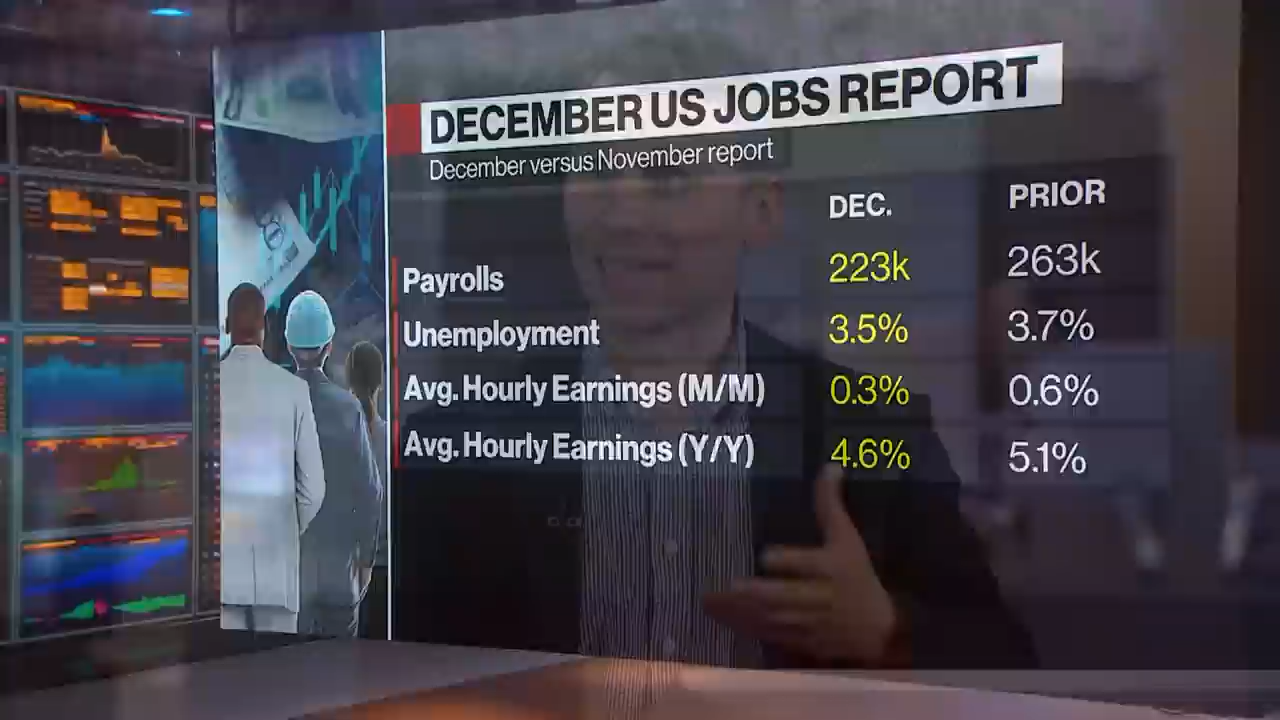 DECEMBER US JOBS REPORT
December versus November report
DEC. PRIOR
Payrolls 223k 263k
Unemployment 3.5% 3.7%
Avg. Hourly Earnings (M/M) 0.3% 0.6%
Avg. Hourly Earnings (Y/Y) 4.6% 5.1%